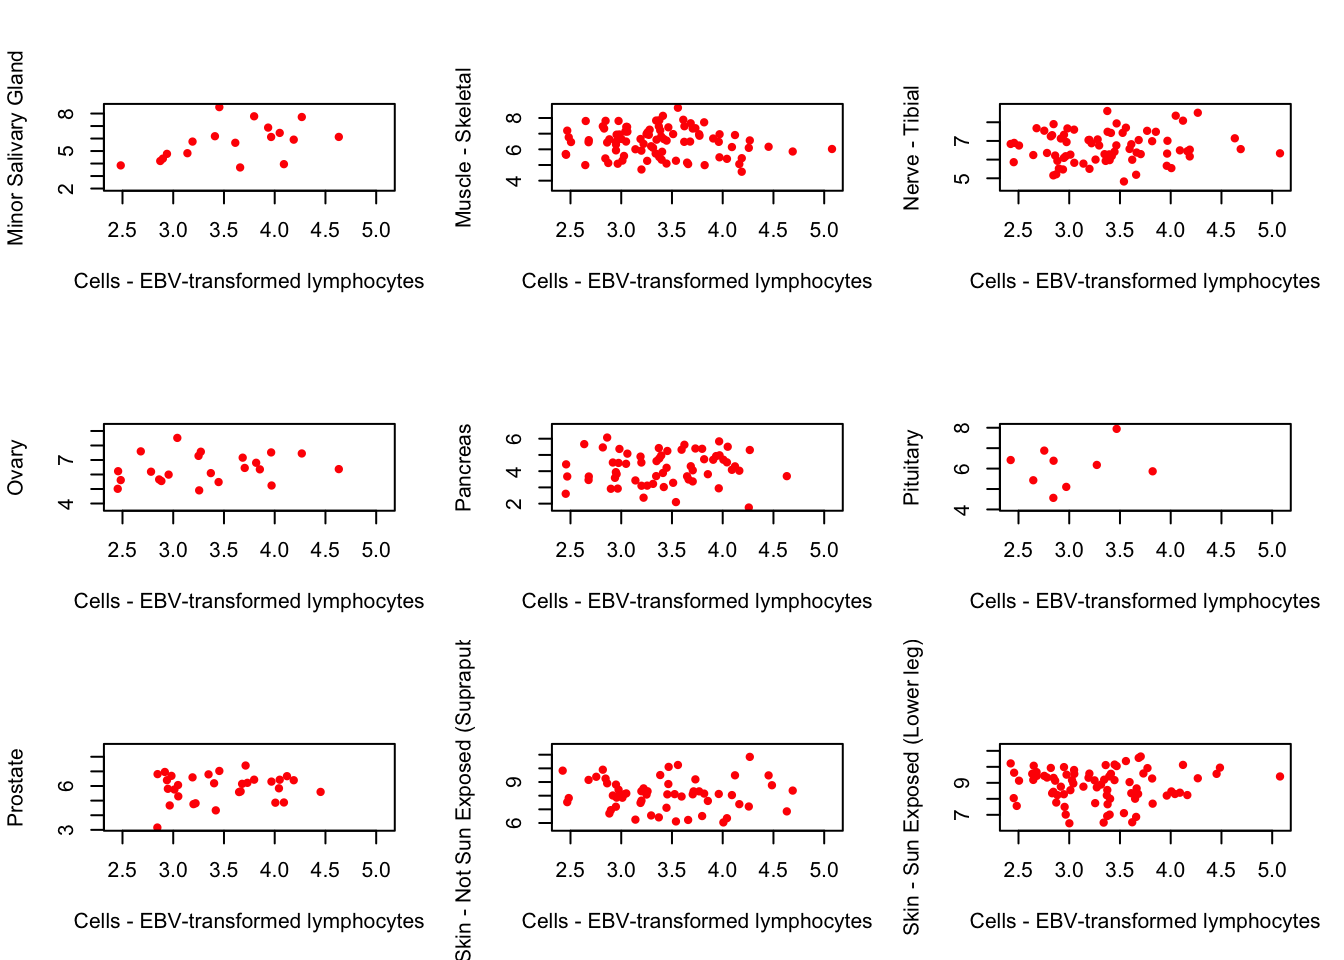 Minor Salivary Gland
8
5
2
2.5 3.0 3.5 4.0 4.5 5.0
Cells - EBV-transformed lymphocytes
Muscle - Skeletal
8
6
4
2.5 3.0 3.5 4.0 4.5 5.0
Cells - EBV-transformed lymphocytes
Nerve - Tibial
7
5
2.5 3.0 3.5 4.0 4.5 5.0
Cells - EBV-transformed lymphocytes
Ovary
7
4
2.5 3.0 3.5 4.0 4.5 5.0
Cells - EBV-transformed lymphocytes
Pancreas
6
4
2
2.5 3.0 3.5 4.0 4.5 5.0
Cells - EBV-transformed lymphocytes
Pituitary
8
6
4
2.5 3.0 3.5 4.0 4.5 5.0
Cells - EBV-transformed lymphocytes
Prostate
6
3
2.5 3.0 3.5 4.0 4.5 5.0
Cells - EBV-transformed lymphocytes
Skin - Not Sun Exposed (Suprapub
9
6
2.5 3.0 3.5 4.0 4.5 5.0
Cells - EBV-transformed lymphocytes
Skin - Sun Exposed (Lower leg)
9
7
2.5 3.0 3.5 4.0 4.5 5.0
Cells - EBV-transformed lymphocytes